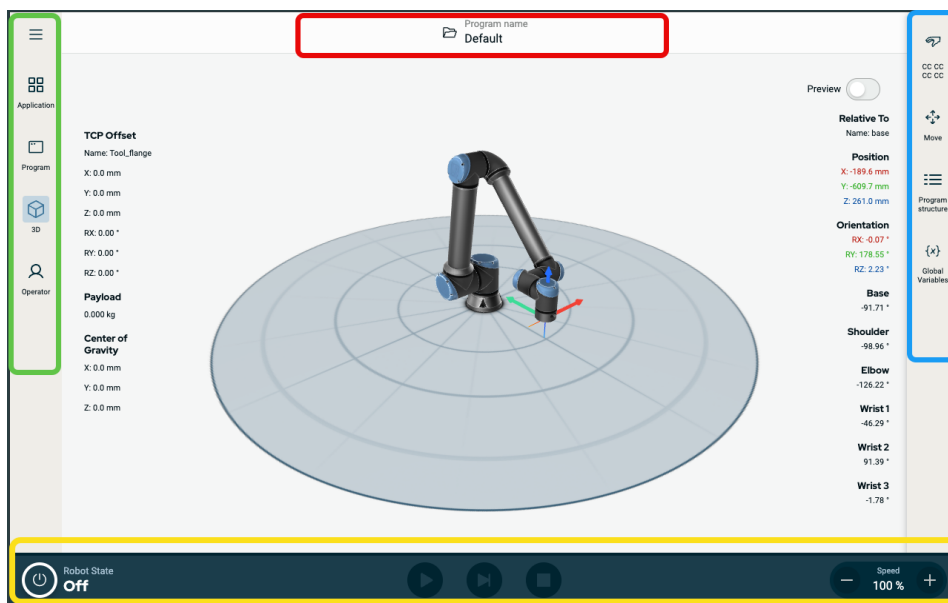 Program name
Default
Application
Program
3D
Operator
TCP Offset
Name: Tool_flange
X: 0.0 mm
Y: 0.0 mm
Z: 0.0 mm
RX: 0.00 °
RY: 0.00 °
RZ: 0.00 °
Payload
0.000 kg
Center of
Gravity
X: 0.0 mm
Y: 0.0 mm
Z: 0.0 mm
Preview
Relative To
Name: base
Position
X: -189.6 mm
Y: -609.7 mm
Z: 261.0 mm
Orientation
RX: -0.07 °
RY: 178.55 °
RZ: 2.23 °
Base
-91.71 °
Shoulder
-98.96 °
Elbow
-126.22 °
Wrist 1
-46.29 °
Wrist 2
91.39 °
Wrist 3
-1.78 °
CC CC
CC CC
Move
Program
structure
{x}
Global
Variables
Robot State
Off
Speed
100 %